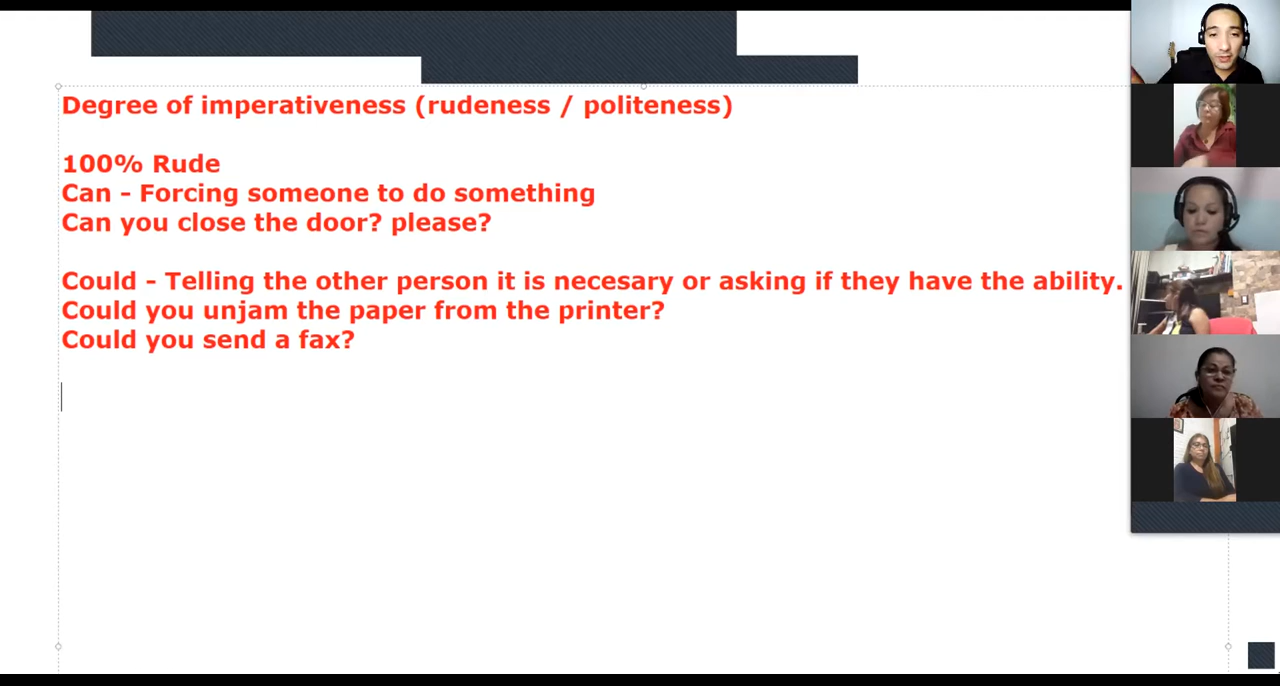 Degree of imperativeness (rudeness / politeness)
100% Rude
Can - Forcing someone to do something
Can you close the door? please?
Could - Telling the other person it is necesary or asking if they have the ability.
Could you unjam the paper from the printer?
Could you send a fax?